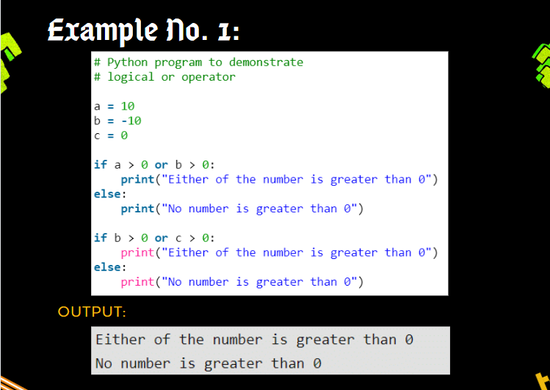 Example No. 1:
# Python program to demonstrate
# logical or operator
a = 10
b = -10
c = 0
if a > 0 or b > 0:
    print("Either of the number is greater than 0")
else:
    print("No number is greater than 0")
if b > 0 or c > 0:
    print("Either of the number is greater than 0")
else:
    print("No number is greater than 0")
OUTPUT:
Either of the number is greater than 0
No number is greater than 0